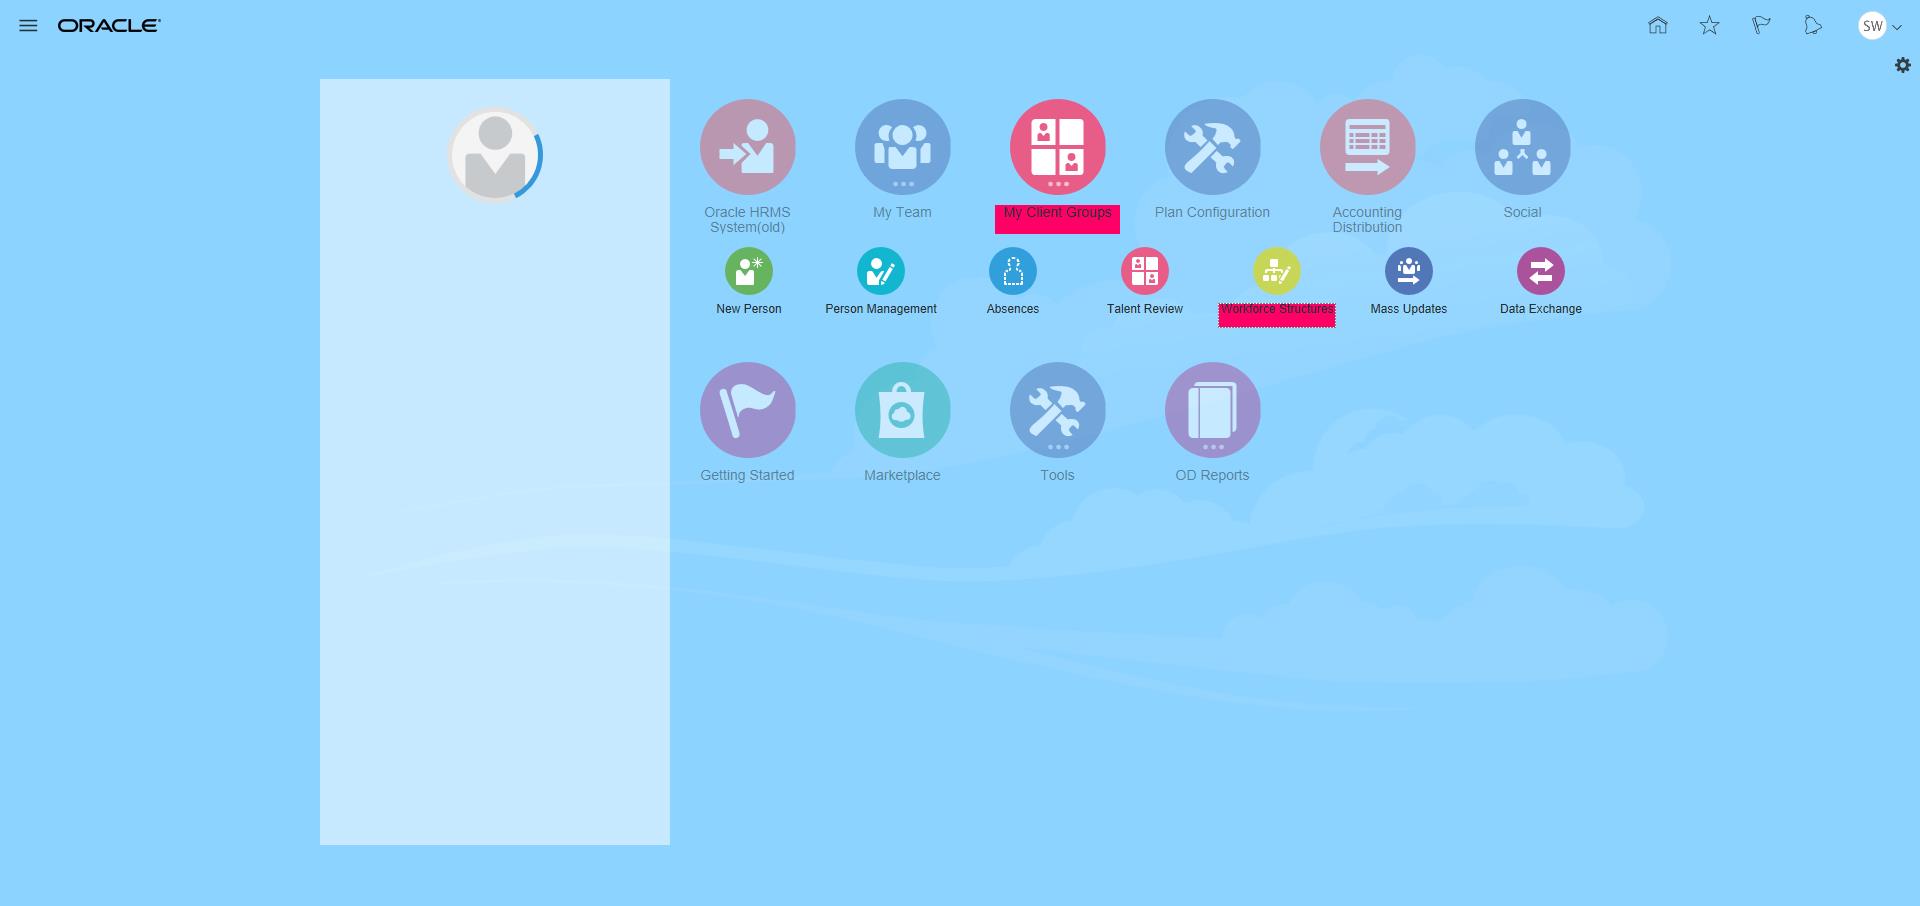 ORACLE
SW
Oracle HRMS
System(old)
My Team
My Client Groups
Plan Configuration
Accounting
Distribution
Social
New Person
Person Management
Absences
Talent Review
Workforce Structures
Mass Updates
Data Exchange
Getting Started
Marketplace
Tools
OD Reports